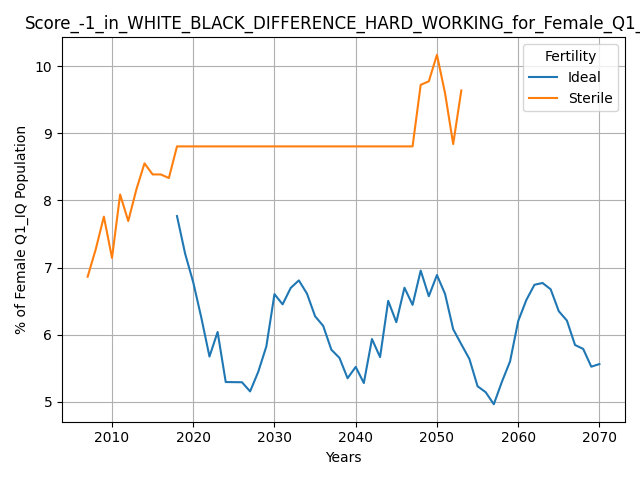 Score_-1_in_WHITE_BLACK_DIFFERENCE_HARD_WORKING_for_Female_Q1_
Fertility
Ideal
Sterile
10
9
8
7
6
5
% of Female Q1_IQ Population
2010 2020 2030 2040 2050 2060 2070
Years